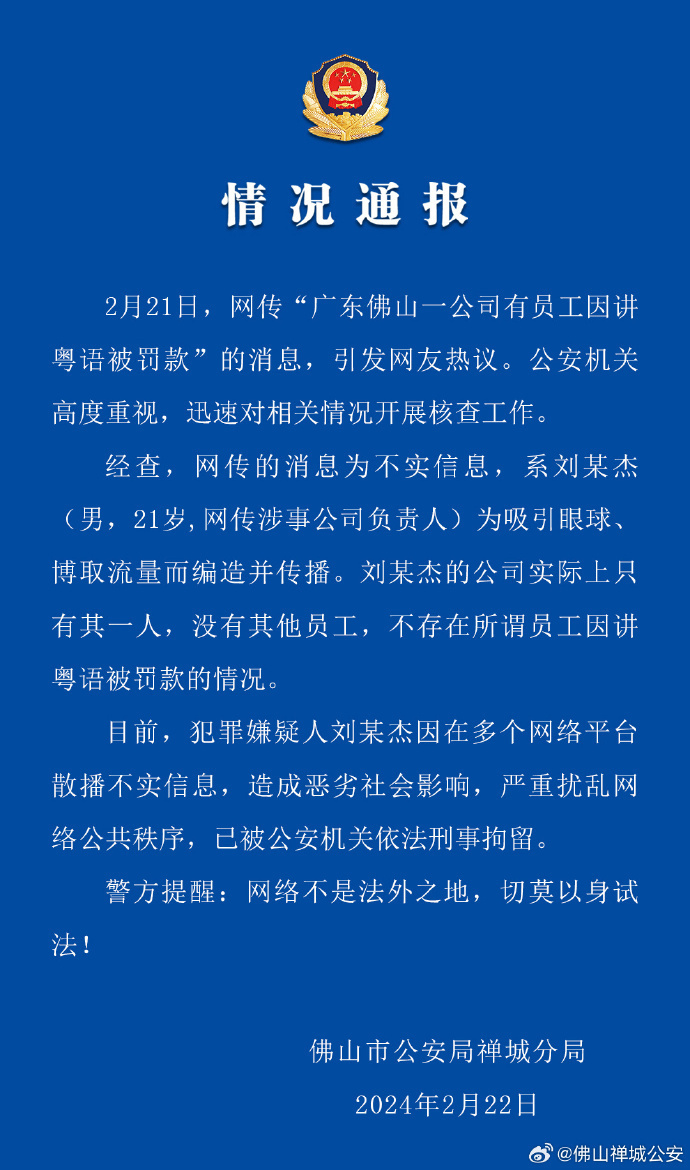 情况通报
2月21日，网传“广东佛山一公司有员工因讲
粤语被罚款”的消息，引发网友热议。公安机关
高度重视，迅速对相关情况开展核查工作。
经查，网传的消息为不实信息，系刘某杰
（男，21岁,网传涉事公司负责人）为吸引眼球、
博取流量而编造并传播。刘某杰的公司实际上只
有其一人，没有其他员工，不存在所谓员工因讲
粤语被罚款的情况。
目前，犯罪嫌疑人刘某杰因在多个网络平台
散播不实信息，造成恶劣社会影响，严重扰乱网
络公共秩序，已被公安机关依法刑事拘留。
警方提醒：网络不是法外之地，切莫以身试
法！
佛山市公安局禅城分局
2024年2月22日
@佛山禅城公安